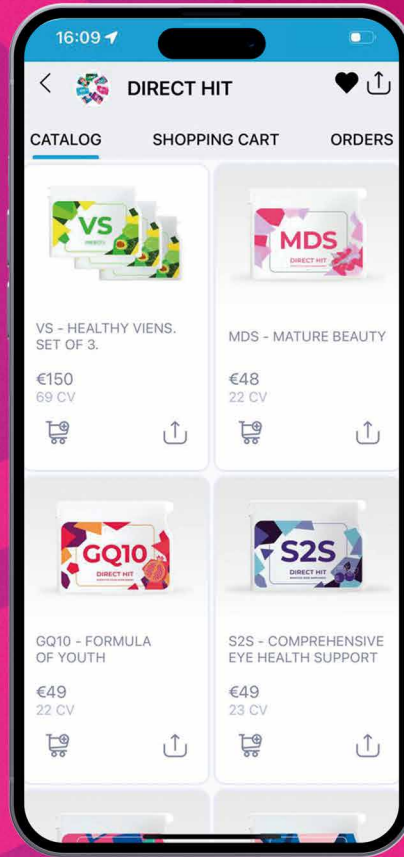 16:09
DIRECT HIT
CATALOG SHOPPING CART ORDERS
VS
MDS
DIRECT HIT
VS - HEALTHY VIENS.
SET OF 3.
MDS - MATURE BEAUTY
€150
69 CV
€48
22 CV
GQ10
DIRECT HIT
S2S
DIRECT HIT
GQ10 - FORMULA
OF YOUTH
S2S - COMPREHENSIVE
EYE HEALTH SUPPORT
€49
22 CV
€49
23 CV